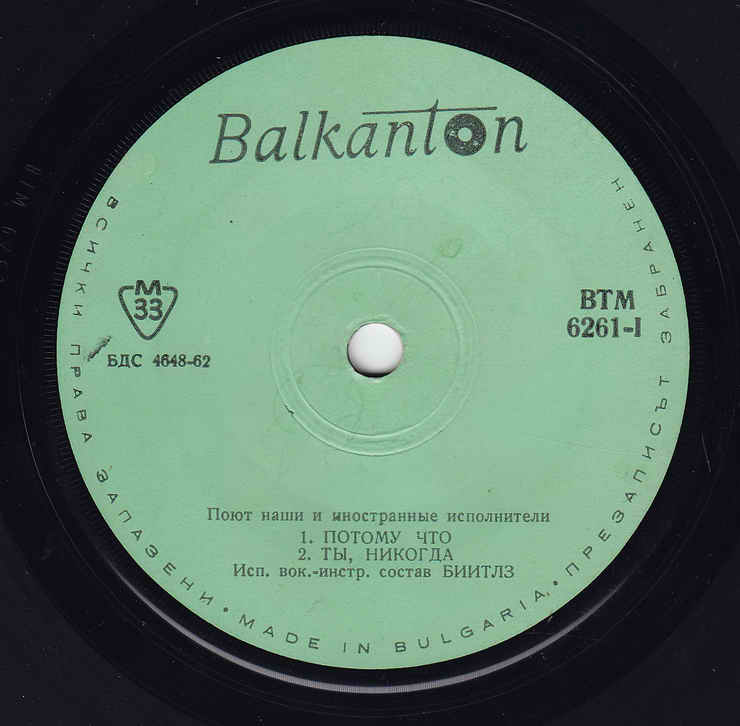 Balkanton
М
33
БДС 4648-62
ВТМ
6261-I
Поют наши и иностранные исполнители
1. ПОТОМУ ЧТО
2. ТЫ, НИКОГДА
Исп. вок.-инстр. состав БИИТЛЗ
ВСИЧКИ ПРАВА ЗАПАЗЕНИ • MADE IN BULGARIA • ПРЕЗАПИСЪТ ЗАБРАНЕН